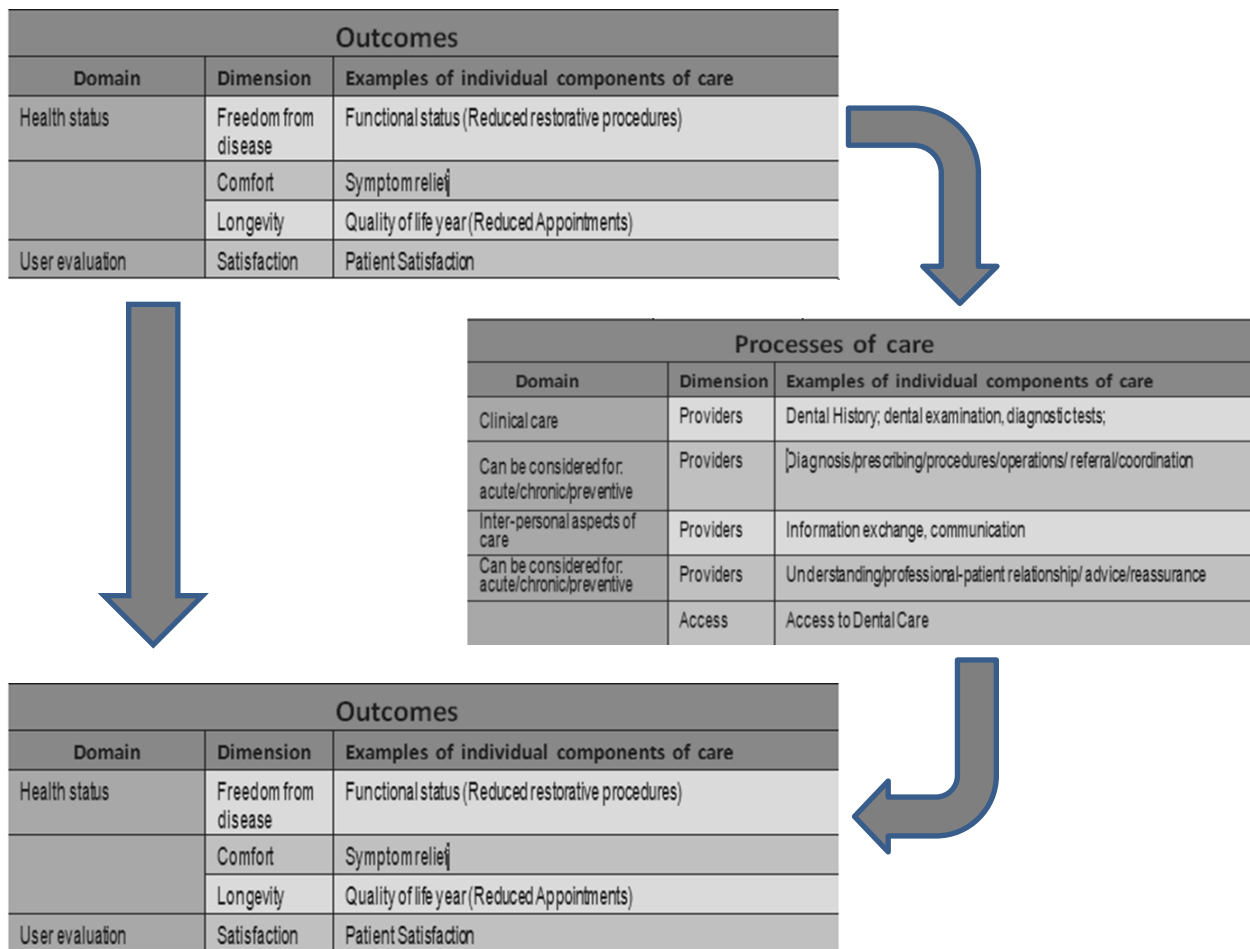 Outcomes
Domain Dimension Examples of individual components of care
Health status Freedom from disease Functional status (Reduced restorative procedures)
Comfort Symptom relief
Longevity Quality of life year (Reduced Appointments)
User evaluation Satisfaction Patient Satisfaction
Processes of care
Domain Dimension Examples of individual components of care
Clinical care Providers Dental History; dental examination, diagnostic tests;
Can be considered for: acute/chronic/preventive Providers Diagnosis/prescribing/procedures/operations/ referral/coordination
Inter-personal aspects of care Providers Information exchange, communication
Can be considered for: acute/chronic/preventive Providers Understanding/professional-patient relationship/ advice/reassurance
Access Access to Dental Care
Outcomes
Domain Dimension Examples of individual components of care
Health status Freedom from disease Functional status (Reduced restorative procedures)
Comfort Symptom relief
Longevity Quality of life year (Reduced Appointments)
User evaluation Satisfaction Patient Satisfaction